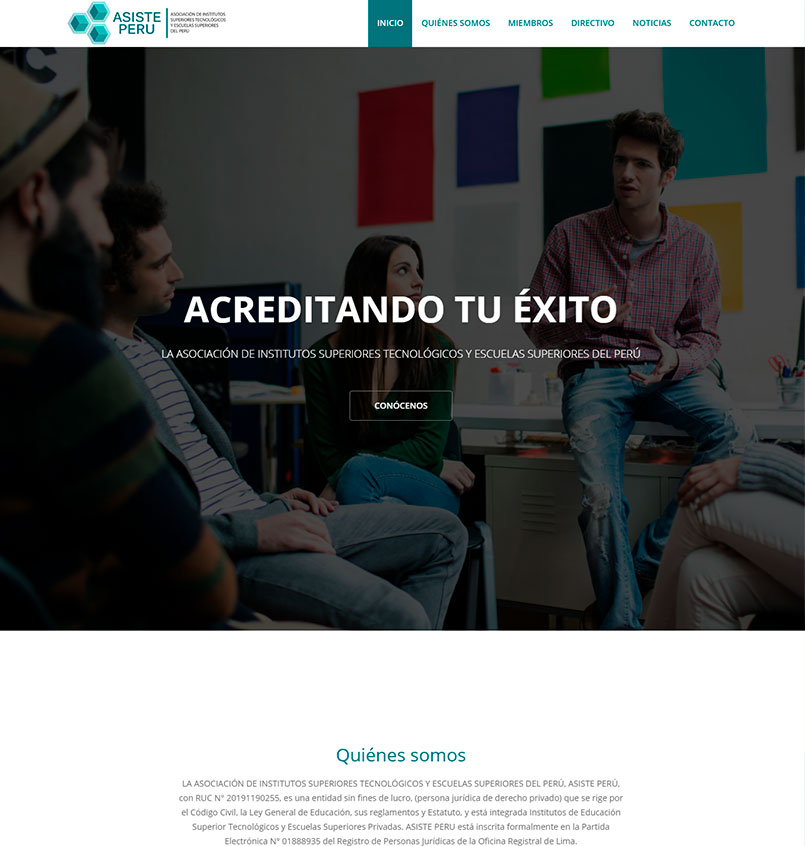 ASISTE
PERU
ASOCIACIÓN DE INSTITUTOS
SUPERIORES TECNOLÓGICOS
Y ESCUELAS SUPERIORES
DEL PERÚ
INICIO
QUIÉNES SOMOS
MIEMBROS
DIRECTIVO
NOTICIAS
CONTACTO
ACREDITANDO TU ÉXITO
LA ASOCIACIÓN DE INSTITUTOS SUPERIORES TECNOLÓGICOS Y ESCUELAS SUPERIORES DEL PERÚ
CONÓCENOS
Quiénes somos
LA ASOCIACIÓN DE INSTITUTOS SUPERIORES TECNOLÓGICOS Y ESCUELAS SUPERIORES DEL PERÚ, ASISTE PERÚ,
con RUC N° 20191190255, es una entidad sin fines de lucro, (persona jurídica de derecho privado) que se rige por
el Código Civil, la Ley General de Educación, sus reglamentos y Estatuto, y está integrada Institutos de Educación
Superior Tecnológicos y Escuelas Superiores Privadas. ASISTE PERU está inscrita formalmente en la Partida
Electrónica N° 01888935 del Registro de Personas Jurídicas de la Oficina Registral de Lima.